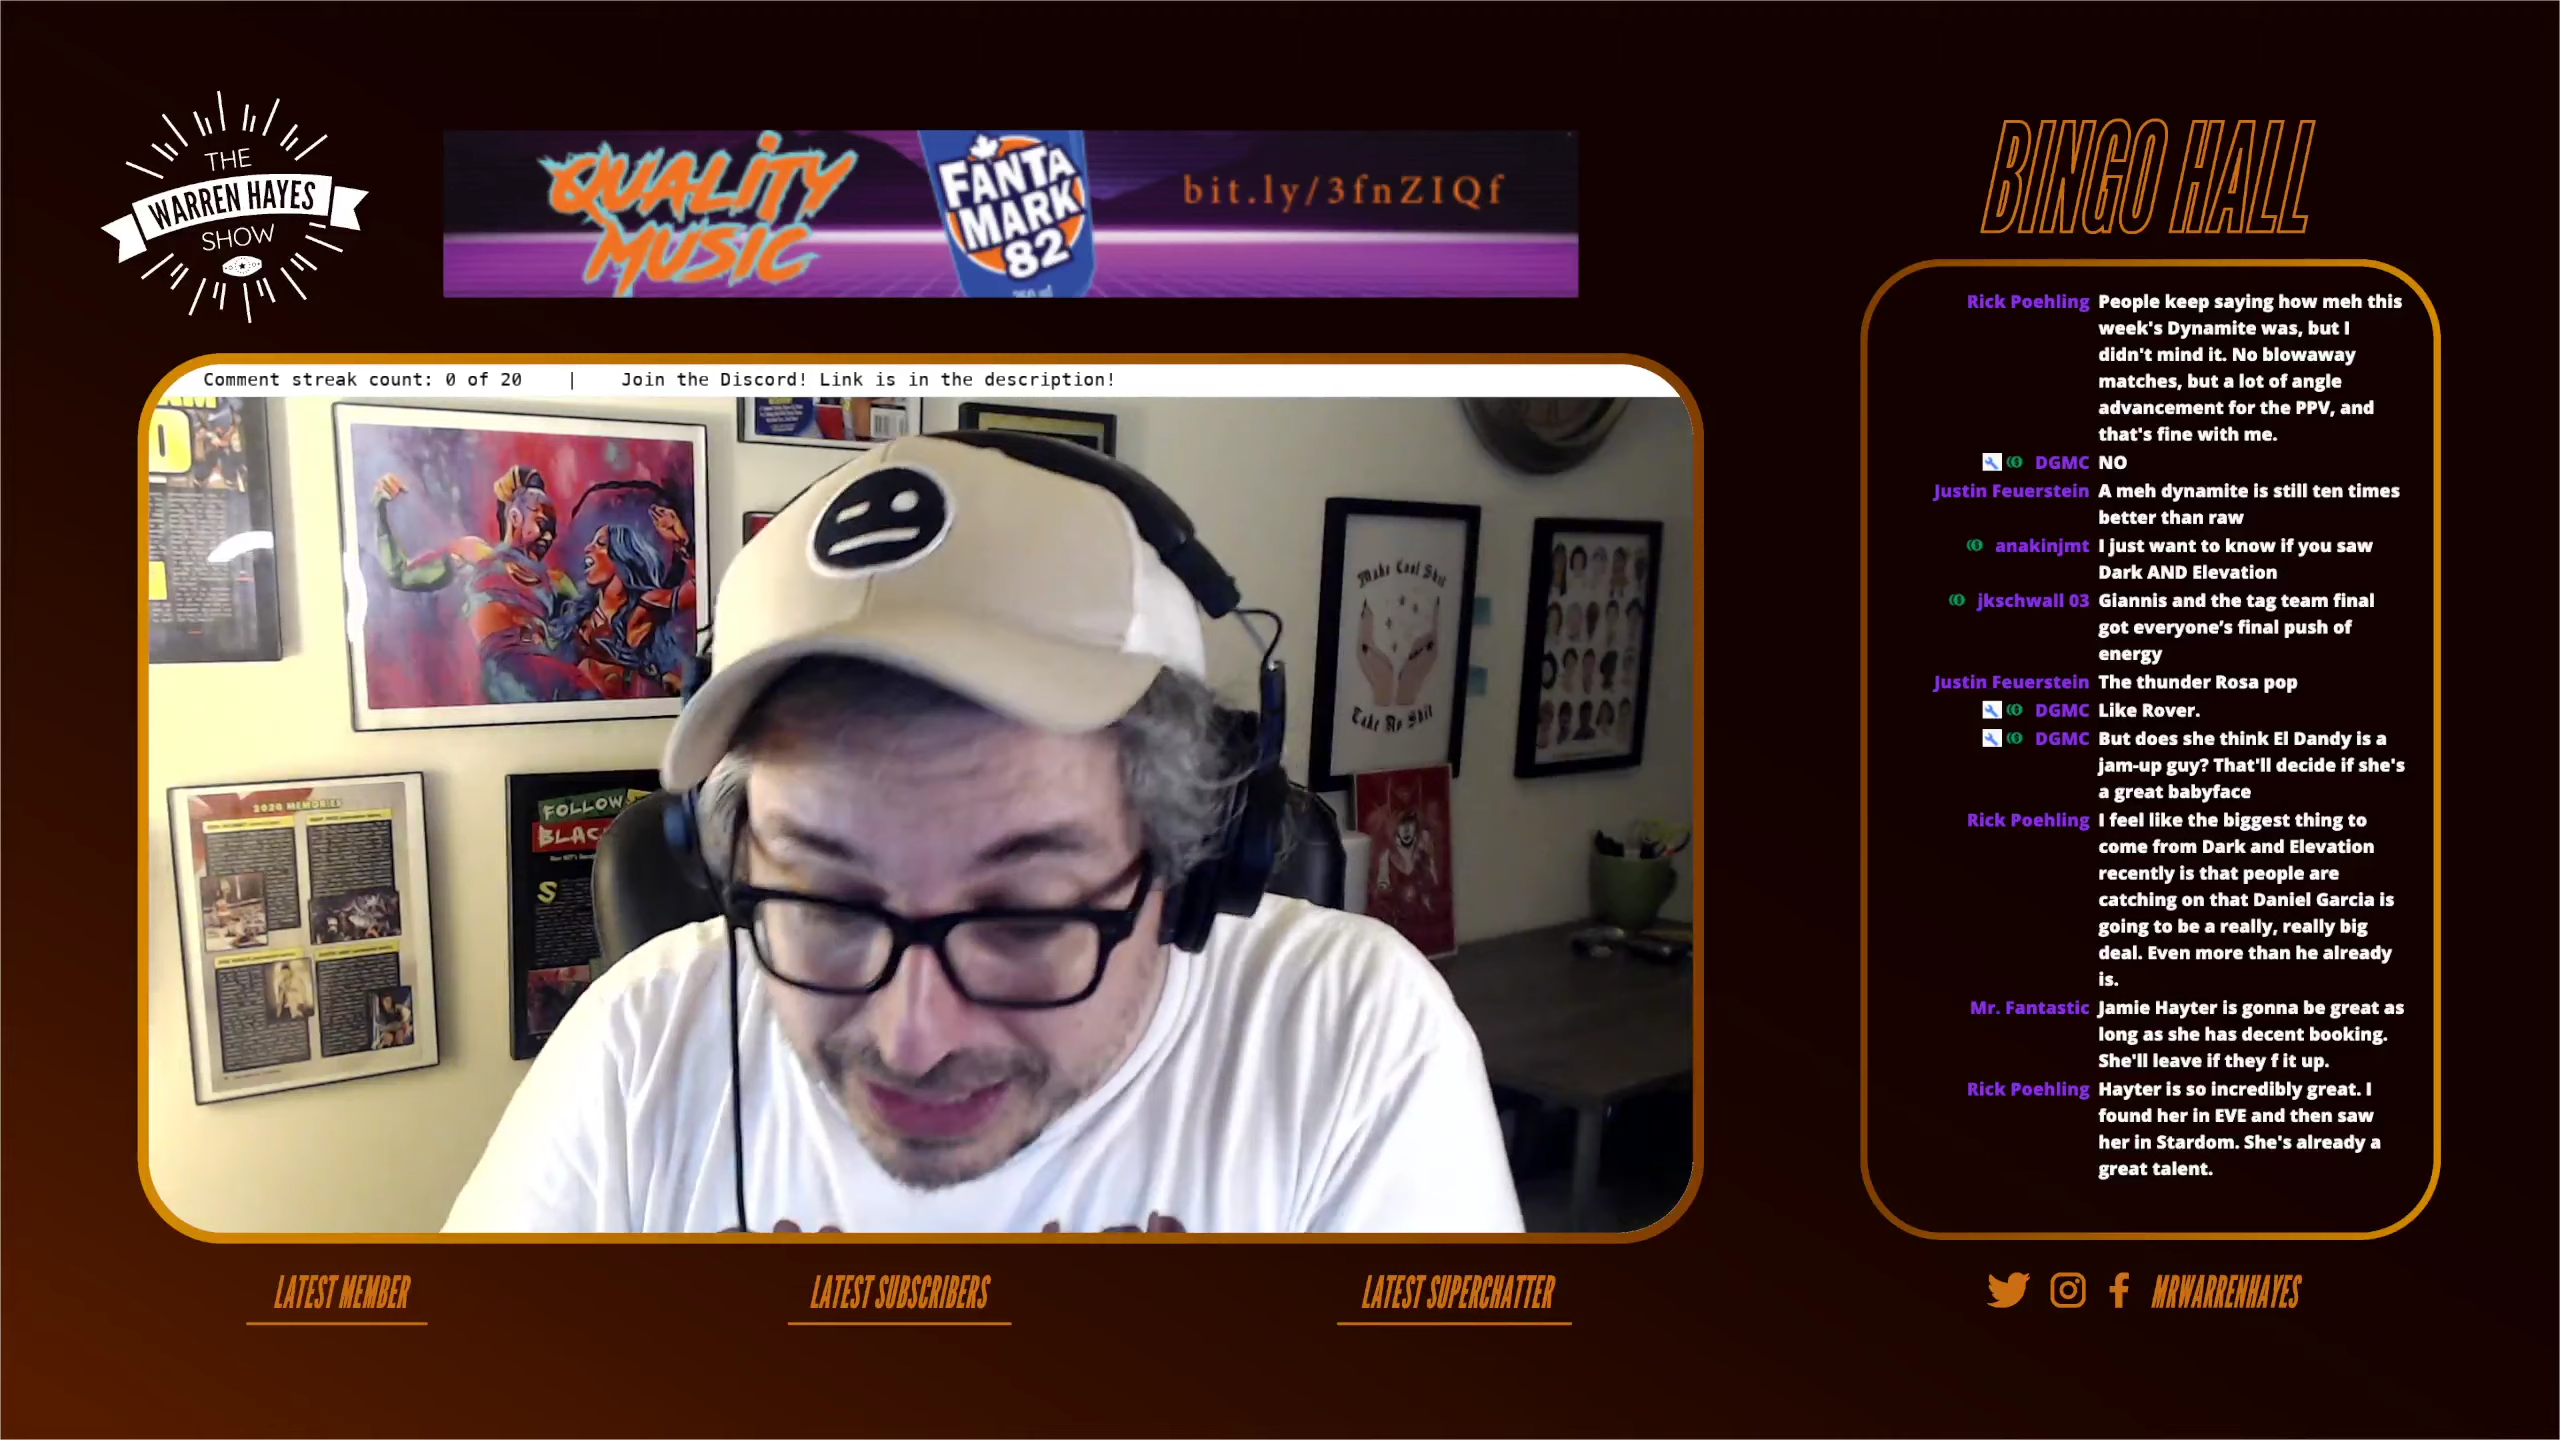 THE
WARREN HAYES
SHOW
QUALITY
MUSIC
FANTA
MARK
82
bit.ly/3fnZIQf
BINGO HALL
Comment streak count: 0 of 20 | Join the Discord! Link is in the description!
2020 MEMORIES
FOLLOW
BLAC
S
Make Cool Shit
Take No Shit
Rick Poehling People keep saying how meh this
week's Dynamite was, but I
didn't mind it. No blowaway
matches, but a lot of angle
advancement for the PPV, and
that's fine with me.
DGMC NO
Justin Feuerstein A meh dynamite is still ten times
better than raw
anakinjmt I just want to know if you saw
Dark AND Elevation
jkschwall 03 Giannis and the tag team final
got everyone’s final push of
energy
Justin Feuerstein The thunder Rosa pop
DGMC Like Rover.
DGMC But does she think El Dandy is a
jam-up guy? That'll decide if she's
a great babyface
Rick Poehling I feel like the biggest thing to
come from Dark and Elevation
recently is that people are
catching on that Daniel Garcia is
going to be a really, really big
deal. Even more than he already
is.
Mr. Fantastic Jamie Hayter is gonna be great as
long as she has decent booking.
She'll leave if they f it up.
Rick Poehling Hayter is so incredibly great. I
found her in EVE and then saw
her in Stardom. She's already a
great talent.
LATEST MEMBER
LATEST SUBSCRIBERS
LATEST SUPERCHATTER
MRWARRENHAYES